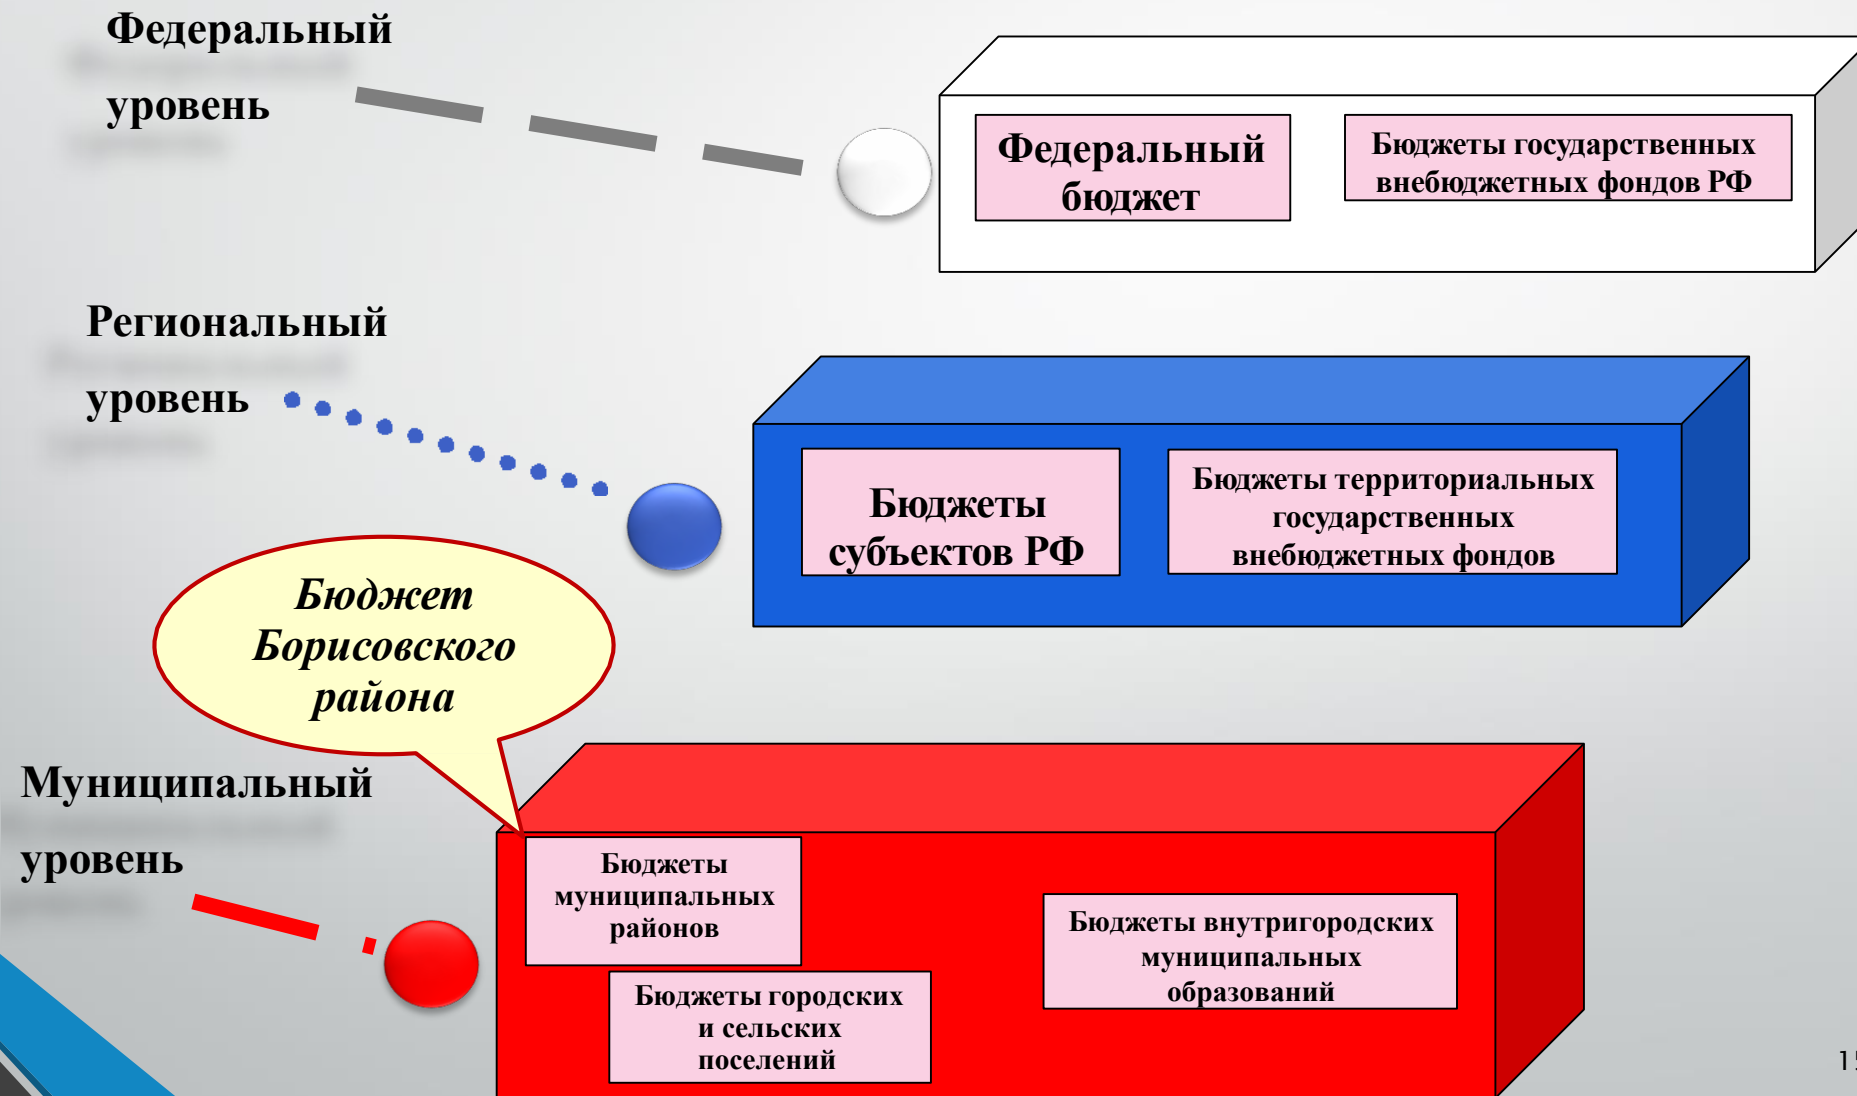 Федеральный
уровень
Федеральный
бюджет
Бюджеты государственных
внебюджетных фондов РФ
Региональный
уровень
Бюджеты
субъектов РФ
Бюджеты территориальных
государственных
внебюджетных фондов
Бюджет
Борисовского
района
Муниципальный
уровень
Бюджеты
муниципальных
районов
Бюджеты внутригородских
муниципальных
образований
Бюджеты городских
и сельских
поселений